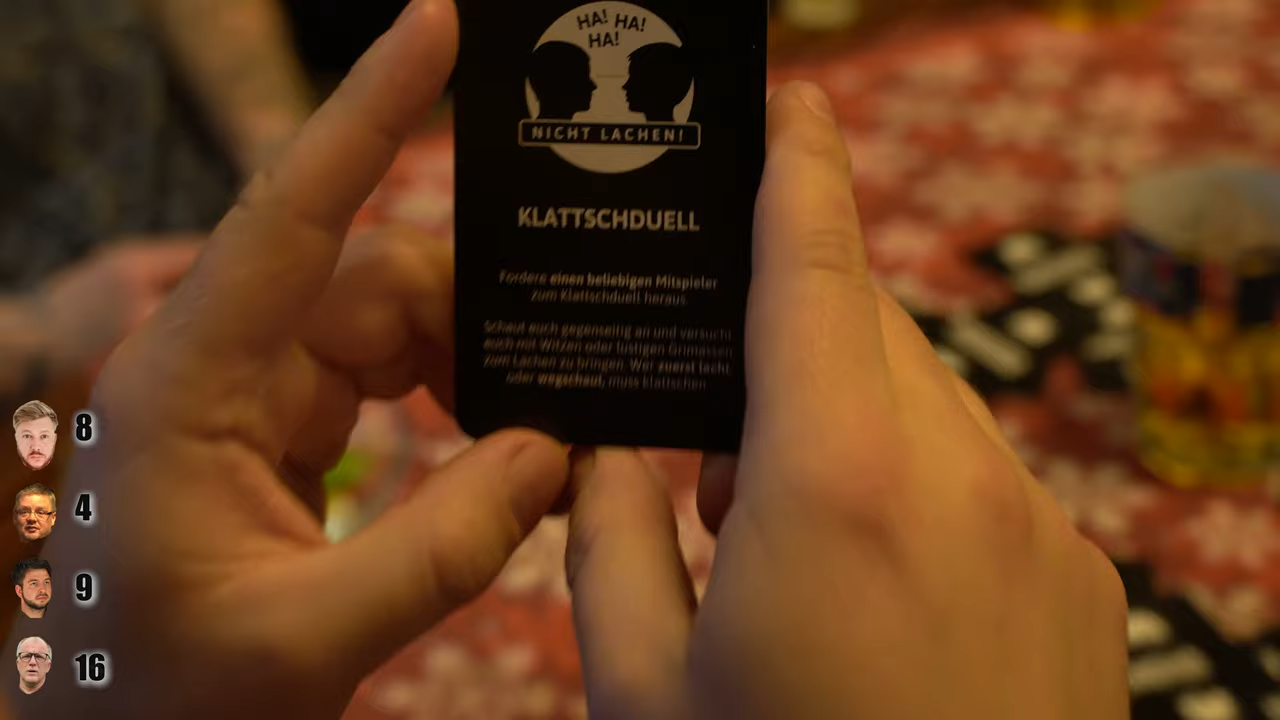 HA! HA!
HA!
NICHT LACHEN!
KLATTSCHDUELL
Fordere einen beliebigen Mitspieler
zum Klattschduell heraus.
Schaut euch gegenseitig an und versucht
euch mit Witzen oder lustigen Grimassen
zum Lachen zu bringen. Wer zuerst lacht
oder wegschaut, muss klattschen.
8
4
9
16